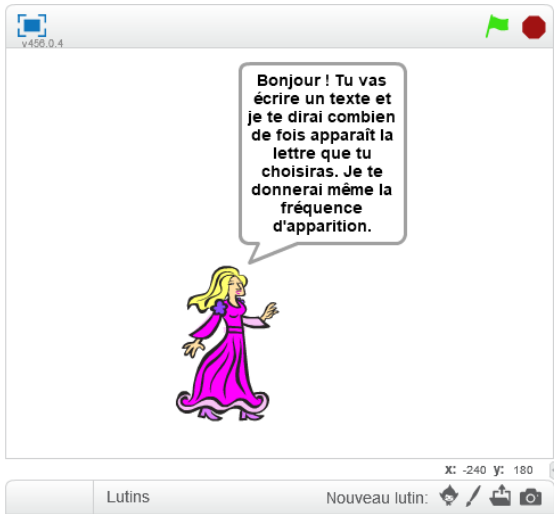 v456.0.4
Bonjour ! Tu vas
écrire un texte et
je te dirai combien
de fois apparaît la
lettre que tu
choisiras. Je te
donnerai même la
fréquence
d'apparition.
x: -240 y: 180
Lutins
Nouveau lutin: